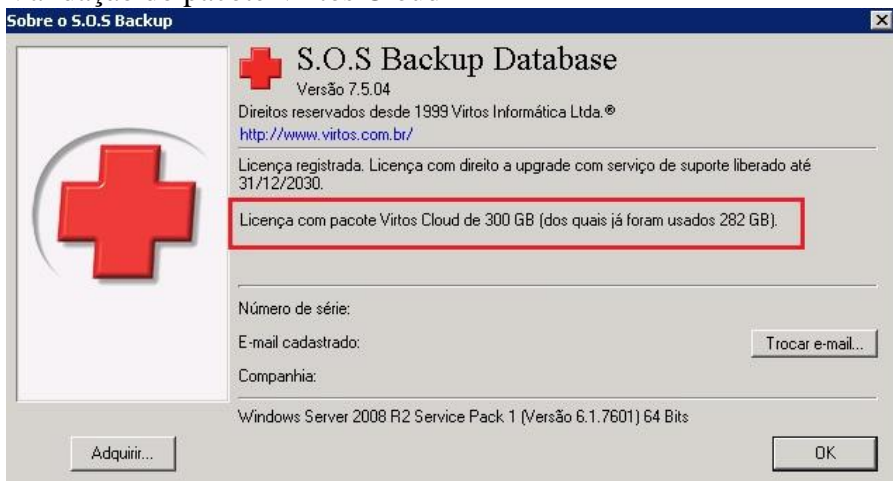 Sobre o S.O.S Backup
S.O.S Backup Database
Versão 7.5.04
Direitos reservados desde 1999 Virtos Informática Ltda.®
http://www.virtos.com.br/
Licença registrada. Licença com direito a upgrade com serviço de suporte liberado até
31/12/2030.
Licença com pacote Virtos Cloud de 300 GB (dos quais já foram usados 282 GB).
Número de série:
E-mail cadastrado:
Trocar e-mail...
Companhia:
Windows Server 2008 R2 Service Pack 1 (Versão 6.1.7601) 64 Bits
Adquirir...
OK